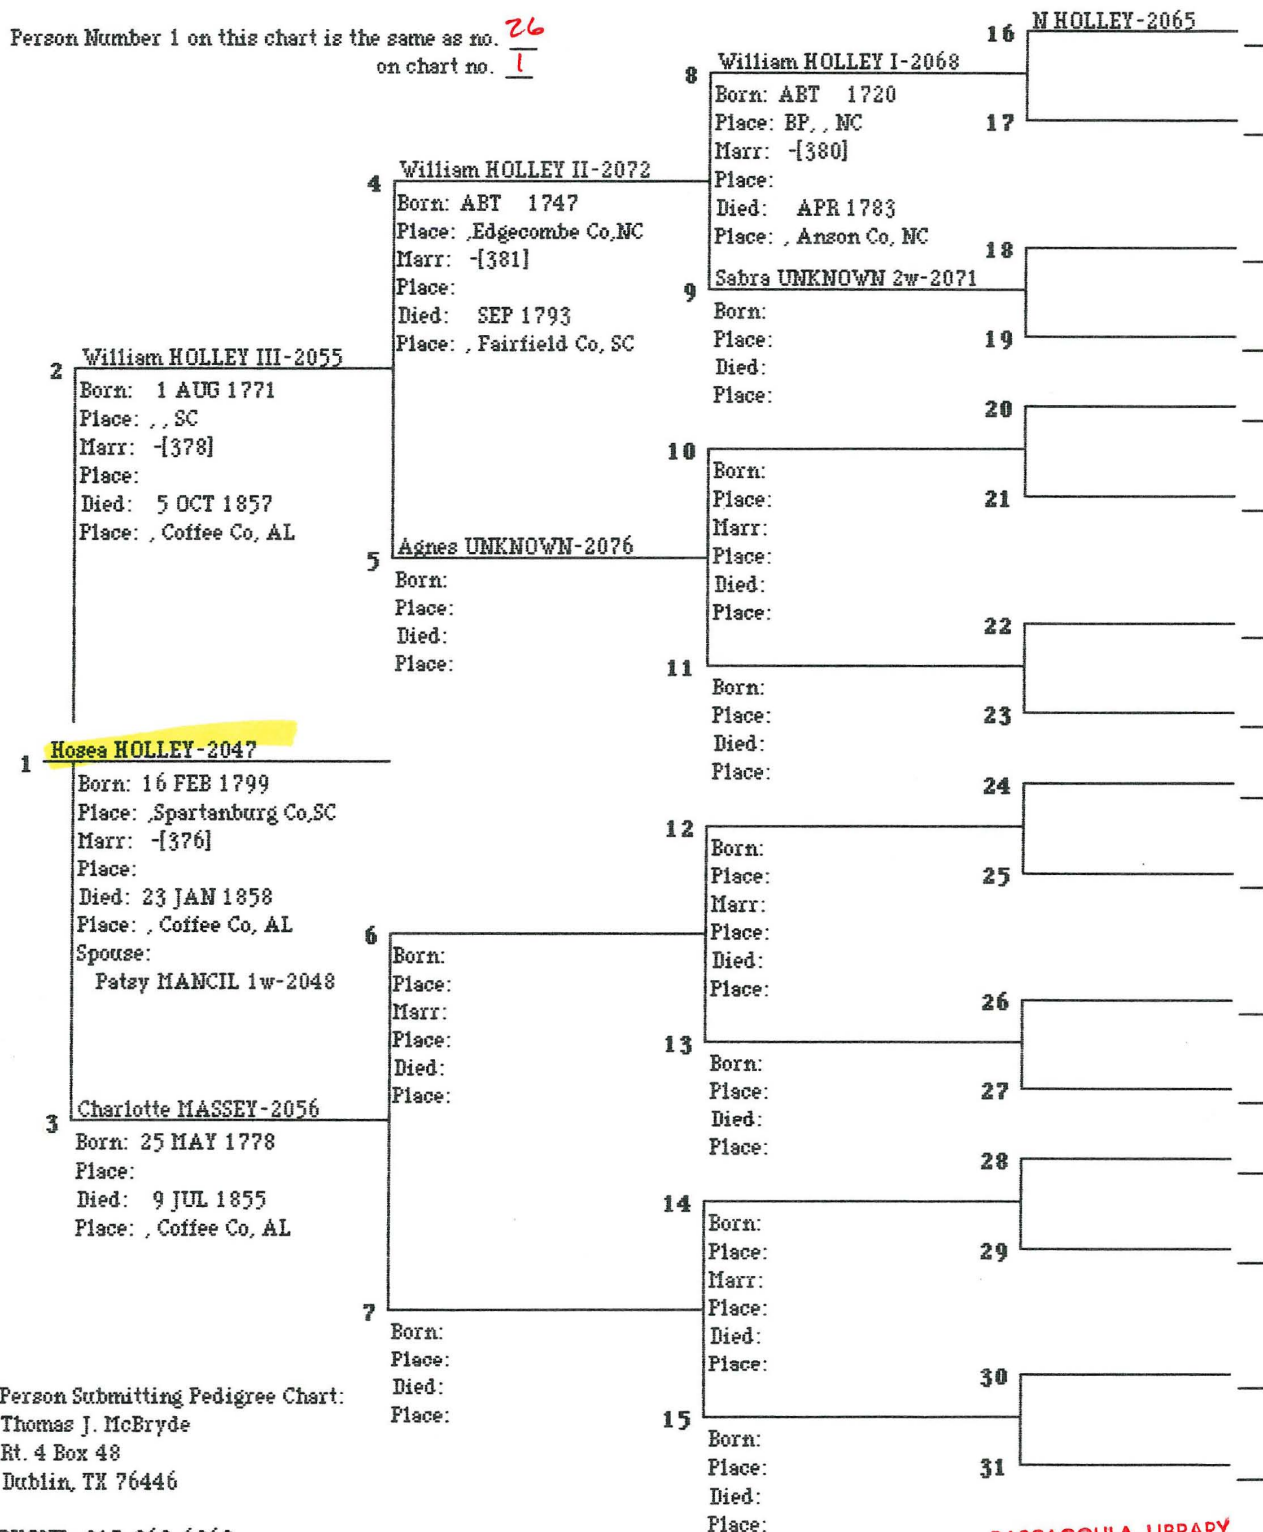 Person Number 1 on this chart is the same as no. 26
on chart no. 1
1 Hosea HOLLEY-2047
Born: 16 FEB 1799
Place: ,Spartanburg Co,SC
Marr: -[376]
Place:
Died: 23 JAN 1858
Place: , Coffee Co, AL
Spouse:
Patsy MANCIL 1w-2048
2 William HOLLEY III-2055
Born: 1 AUG 1771
Place: , , SC
Marr: -[378]
Place:
Died: 5 OCT 1857
Place: , Coffee Co, AL
3 Charlotte MASSEY-2056
Born: 25 MAY 1778
Place:
Died: 9 JUL 1855
Place: , Coffee Co, AL
4 William HOLLEY II-2072
Born: ABT 1747
Place: ,Edgecombe Co,NC
Marr: -[381]
Place:
Died: SEP 1793
Place: , Fairfield Co, SC
5 Agnes UNKNOWN-2076
Born:
Place:
Died:
Place:
6
Born:
Place:
Marr:
Place:
Died:
Place:
7
Born:
Place:
Died:
Place:
8 William HOLLEY I-2068
Born: ABT 1720
Place: BP, , NC
Marr: -[380]
Place:
Died: APR 1783
Place: , Anson Co, NC
9 Sabra UNKNOWN 2w-2071
Born:
Place:
Died:
Place:
10
Born:
Place:
Marr:
Place:
Died:
Place:
11
Born:
Place:
Died:
Place:
12
Born:
Place:
Marr:
Place:
Died:
Place:
13
Born:
Place:
Died:
Place:
14
Born:
Place:
Marr:
Place:
Died:
Place:
15
Born:
Place:
Died:
Place:
16 N HOLLEY-2065
17
18
19
20
21
22
23
24
25
26
27
28
29
30
31
Person Submitting Pedigree Chart:
Thomas J. McBryde
Rt. 4 Box 48
Dublin, TX 76446
LIBRARY